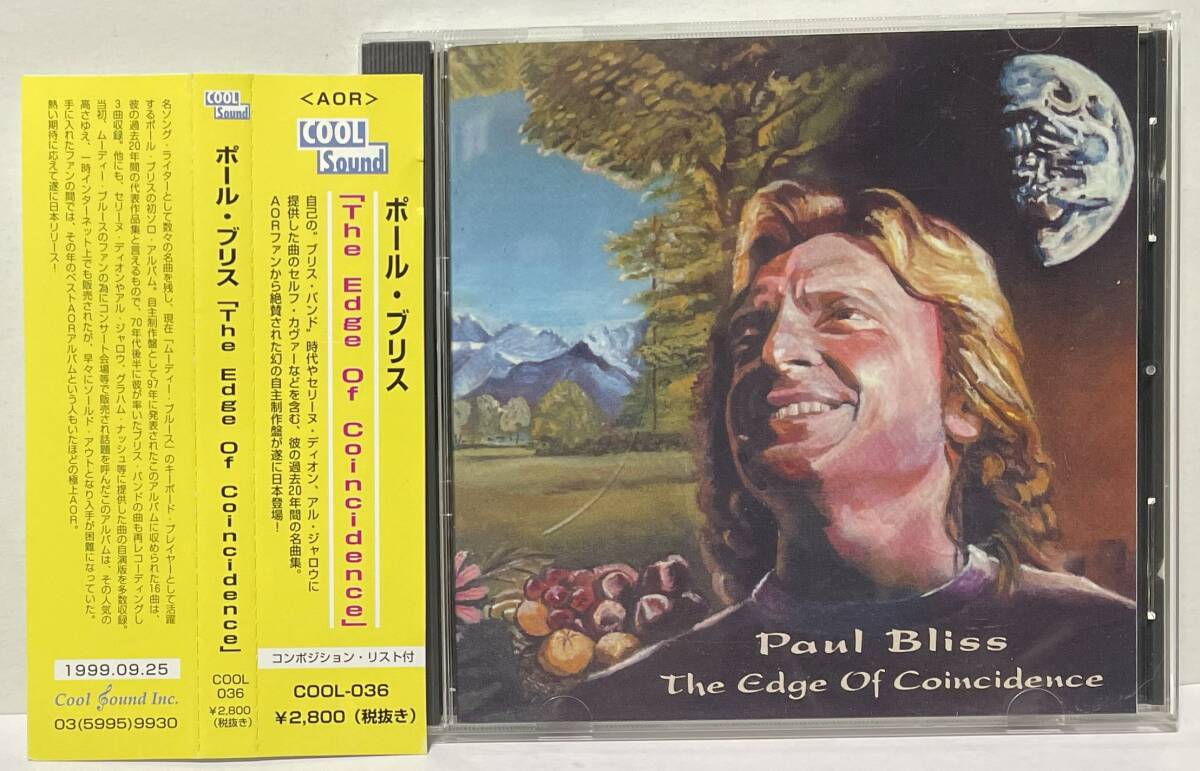 名ソング・ライターとして数々の名曲を残し、現在「ムーディー・ブルース」のキーボード・プレイヤーとして活躍
するポール・ブリスの初ソロ・アルバム。自主制作盤として97年に発表されたこのアルバムに収められた16曲は、
彼の過去20年間の代表作品集と言えるもので、70年代後半に彼が率いたブリス・バンドの曲も再レコーディングし
3曲収録。他にも、セリーヌ・ディオンやアル・ジャロウ、グラハム・ナッシュ等に提供した曲の自演版を多数収録。
当初、ムーディー・ブルースのファンの為にコンサート会場等で販売され話題を呼んだこのアルバムは、その人気の
高さゆえ、一時インターネット上でも販売されたが、早々にソールド・アウトとなり入手が困難になっていた。
手に入れたファンの間では、その年のベストAORアルバムという人もいたほどの極上AOR。
熱い期待に応えて遂に日本リリース！
1999.09.25
Cool Sound Inc.
03(5995)9930
COOL
Sound
ポール・ブリス「The Edge Of Coincidence」
COOL
036
¥2,800
(税抜き)
<AOR>
COOL
Sound
ポール・ブリス
「The Edge Of Coincidence」
自己の“ブリス・バンド”時代やセリーヌ・ディオン、アル・ジャロウに
提供した曲のセルフ・カヴァーなどを含む、彼の過去20年間の名曲集。
AORファンから絶賛された幻の自主制作盤が遂に日本登場！
コンポジション・リスト付
COOL-036
¥2,800（税抜き）
Paul Bliss
The Edge Of Coincidence